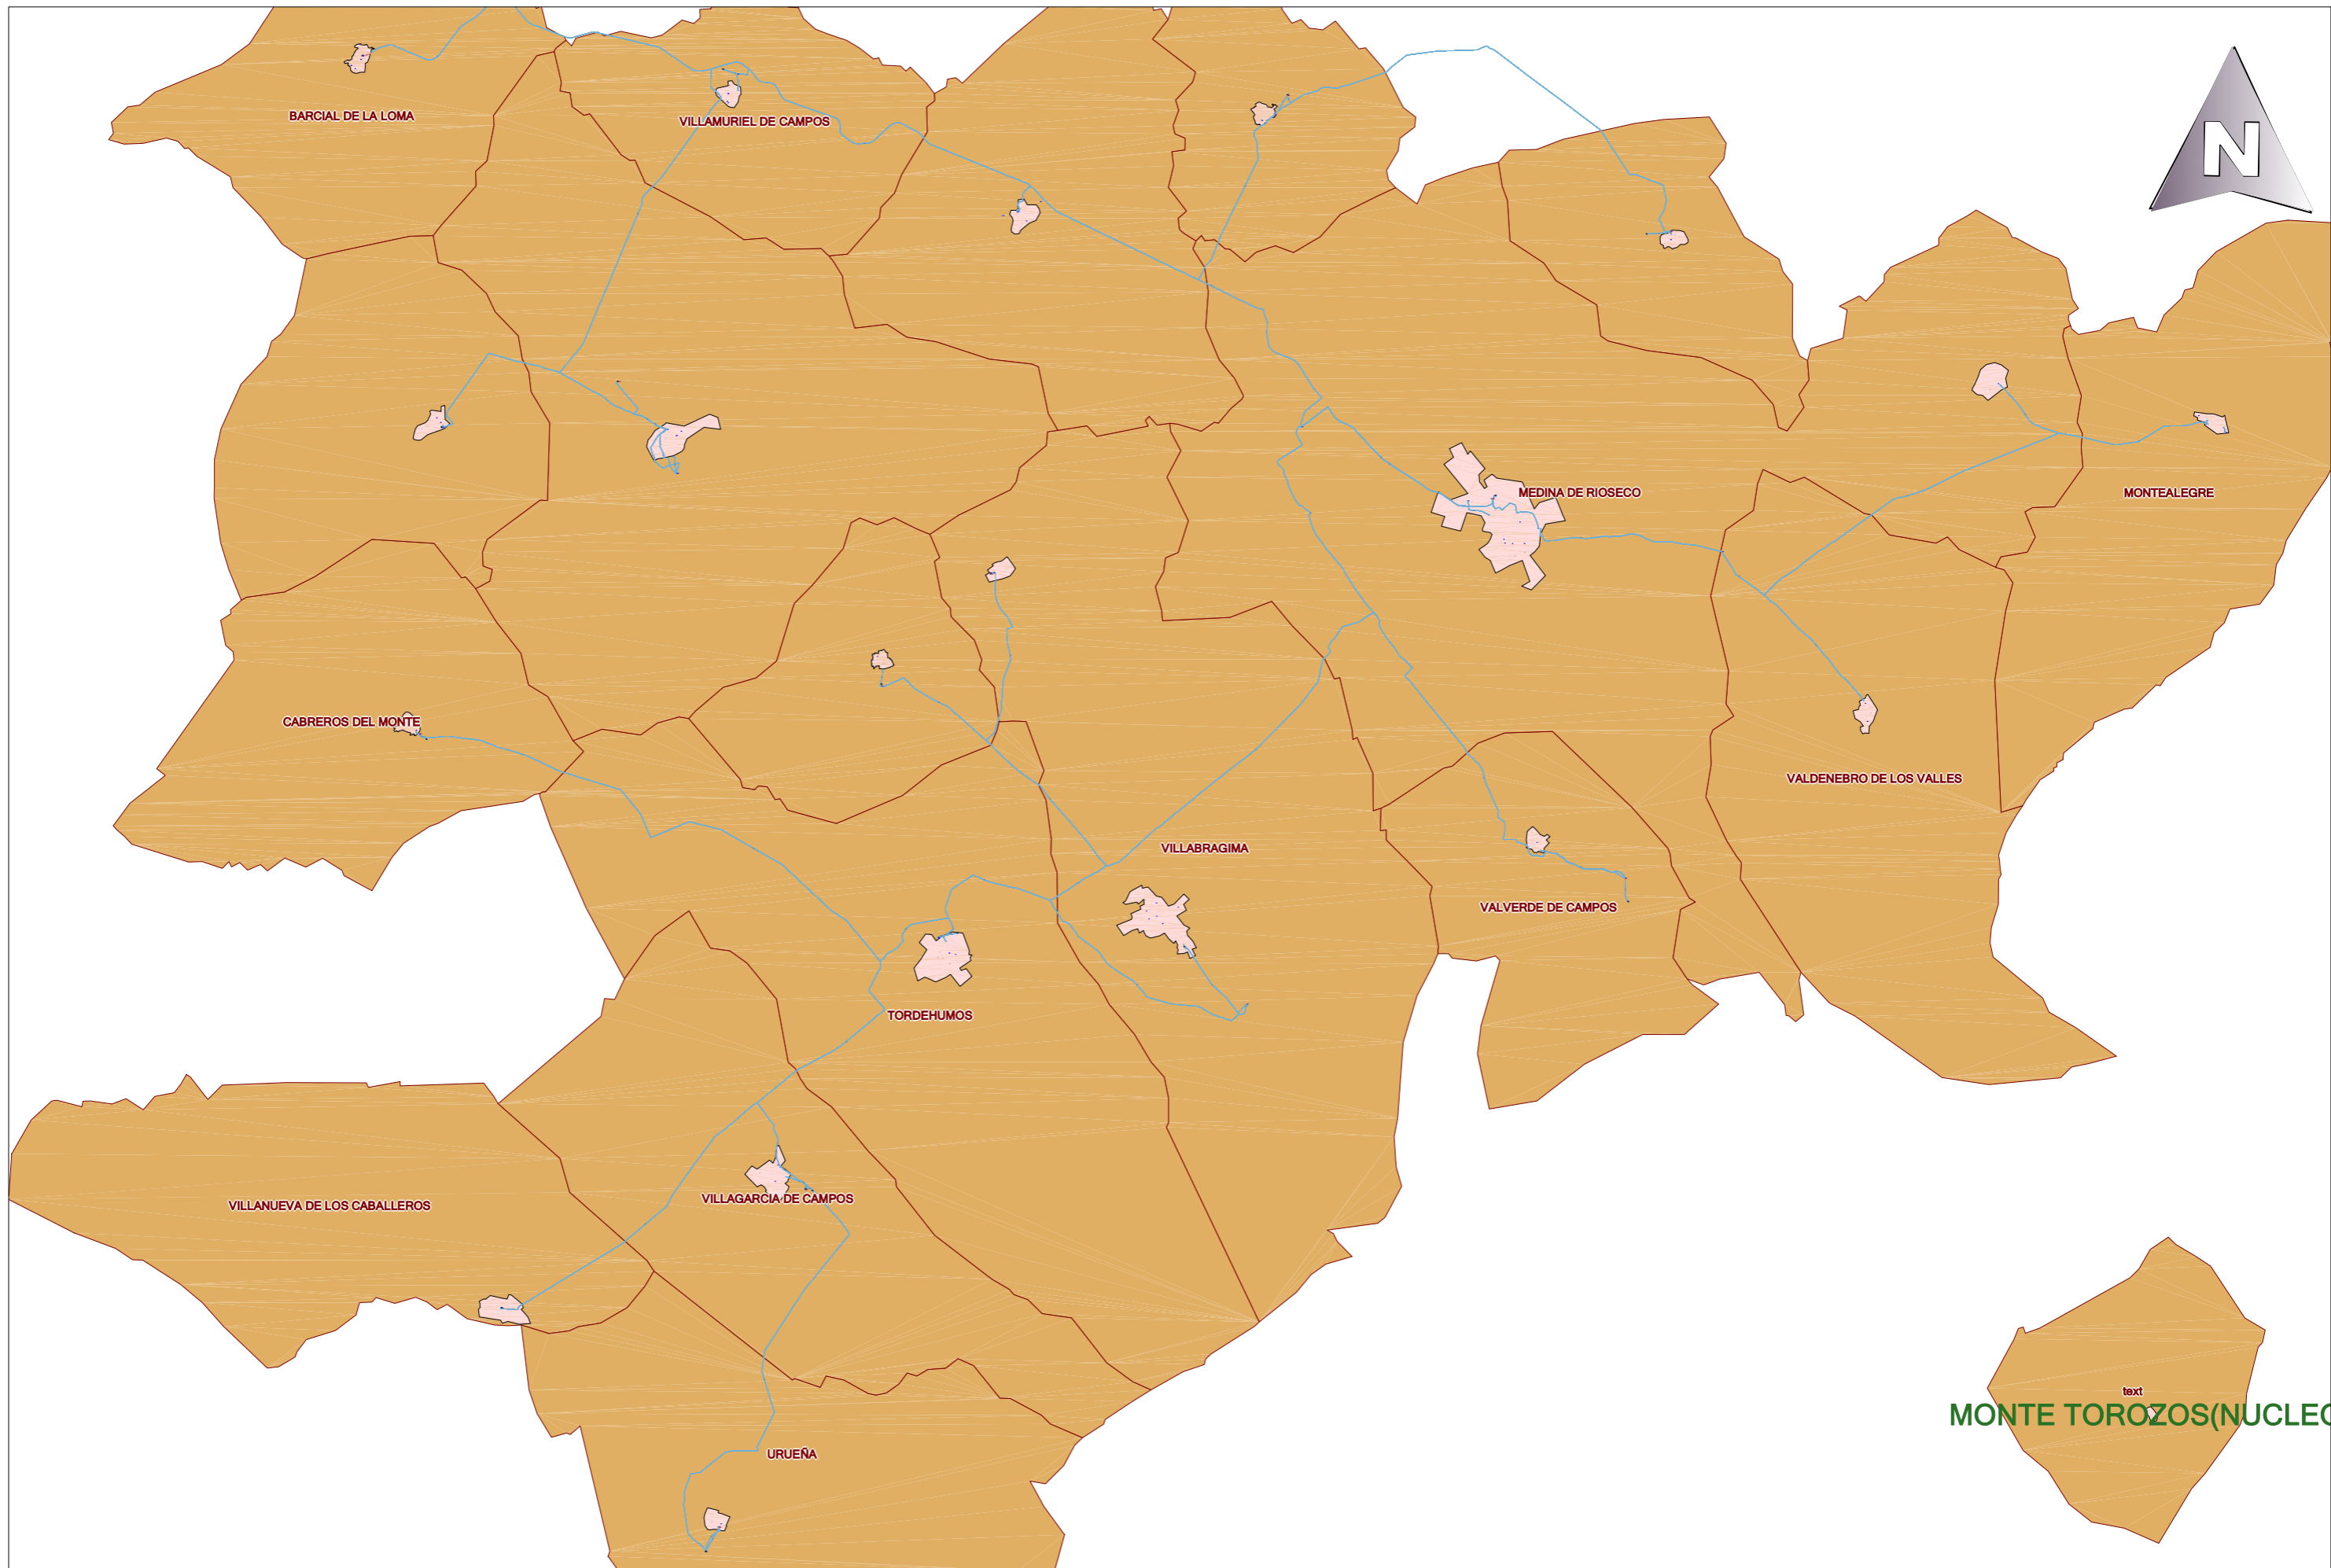 N
BARCIAL DE LA LOMA
VILLAMURIEL DE CAMPOS
MEDINA DE RIOSECO
MONTEALEGRE
CABREROS DEL MONTE
VALDENEBRO DE LOS VALLES
VILLABRAGIMA
VALVERDE DE CAMPOS
TORDEHUMOS
VILLAGARCIA DE CAMPOS
VILLANUEVA DE LOS CABALLEROS
text
MONTE TOROZOS(NUCLEO
URUEÑA